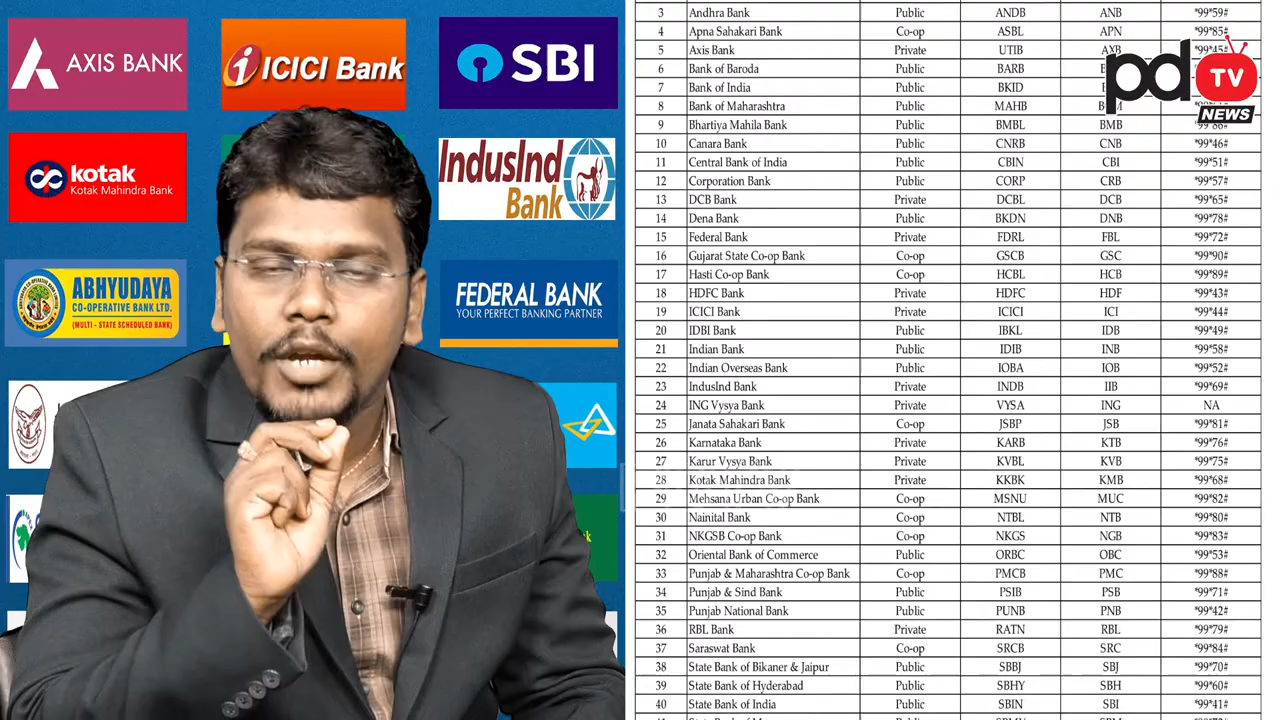 AXIS BANK
ICICI Bank
SBI
kotak
Kotak Mahindra Bank
IndusInd
Bank
ABHYUDAYA
CO-OPERATIVE BANK LTD.
(MULTI - STATE SCHEDULED BANK)
FEDERAL BANK
YOUR PERFECT BANKING PARTNER
pd TV
NEWS
3 Andhra Bank Public ANDB ANB *99*59#
4 Apna Sahakari Bank Co-op ASBL APN *99*85#
5 Axis Bank Private UTIB AXB *99*45#
6 Bank of Baroda Public BARB
7 Bank of India Public BKID
8 Bank of Maharashtra Public MAHB
9 Bhartiya Mahila Bank Public BMBL BMB *99*86#
10 Canara Bank Public CNRB CNB *99*46#
11 Central Bank of India Public CBIN CBI *99*51#
12 Corporation Bank Public CORP CRB *99*57#
13 DCB Bank Private DCBL DCB *99*65#
14 Dena Bank Public BKDN DNB *99*78#
15 Federal Bank Private FDRL FBL *99*72#
16 Gujarat State Co-op Bank Co-op GSCB GSC *99*90#
17 Hasti Co-op Bank Co-op HCBL HCB *99*89#
18 HDFC Bank Private HDFC HDF *99*43#
19 ICICI Bank Private ICICI ICI *99*44#
20 IDBI Bank Public IBKL IDB *99*49#
21 Indian Bank Public IDIB INB *99*58#
22 Indian Overseas Bank Public IOBA IOB *99*52#
23 IndusInd Bank Private INDB IIB *99*69#
24 ING Vysya Bank Private VYSA ING NA
25 Janata Sahakari Bank Co-op JSBP JSB *99*81#
26 Karnataka Bank Private KARB KTB *99*76#
27 Karur Vysya Bank Private KVBL KVB *99*75#
28 Kotak Mahindra Bank Private KKBK KMB *99*68#
29 Mehsana Urban Co-op Bank Co-op MSNU MUC *99*82#
30 Nainital Bank Co-op NTBL NTB *99*80#
31 NKGSB Co-op Bank Co-op NKGS NGB *99*83#
32 Oriental Bank of Commerce Public ORBC OBC *99*53#
33 Punjab & Maharashtra Co-op Bank Co-op PMCB PMC *99*88#
34 Punjab & Sind Bank Public PSIB PSB *99*71#
35 Punjab National Bank Public PUNB PNB *99*42#
36 RBL Bank Private RATN RBL *99*79#
37 Saraswat Bank Co-op SRCB SRC *99*84#
38 State Bank of Bikaner & Jaipur Public SBBJ SBJ *99*70#
39 State Bank of Hyderabad Public SBHY SBH *99*60#
40 State Bank of India Public SBIN SBI *99*41#